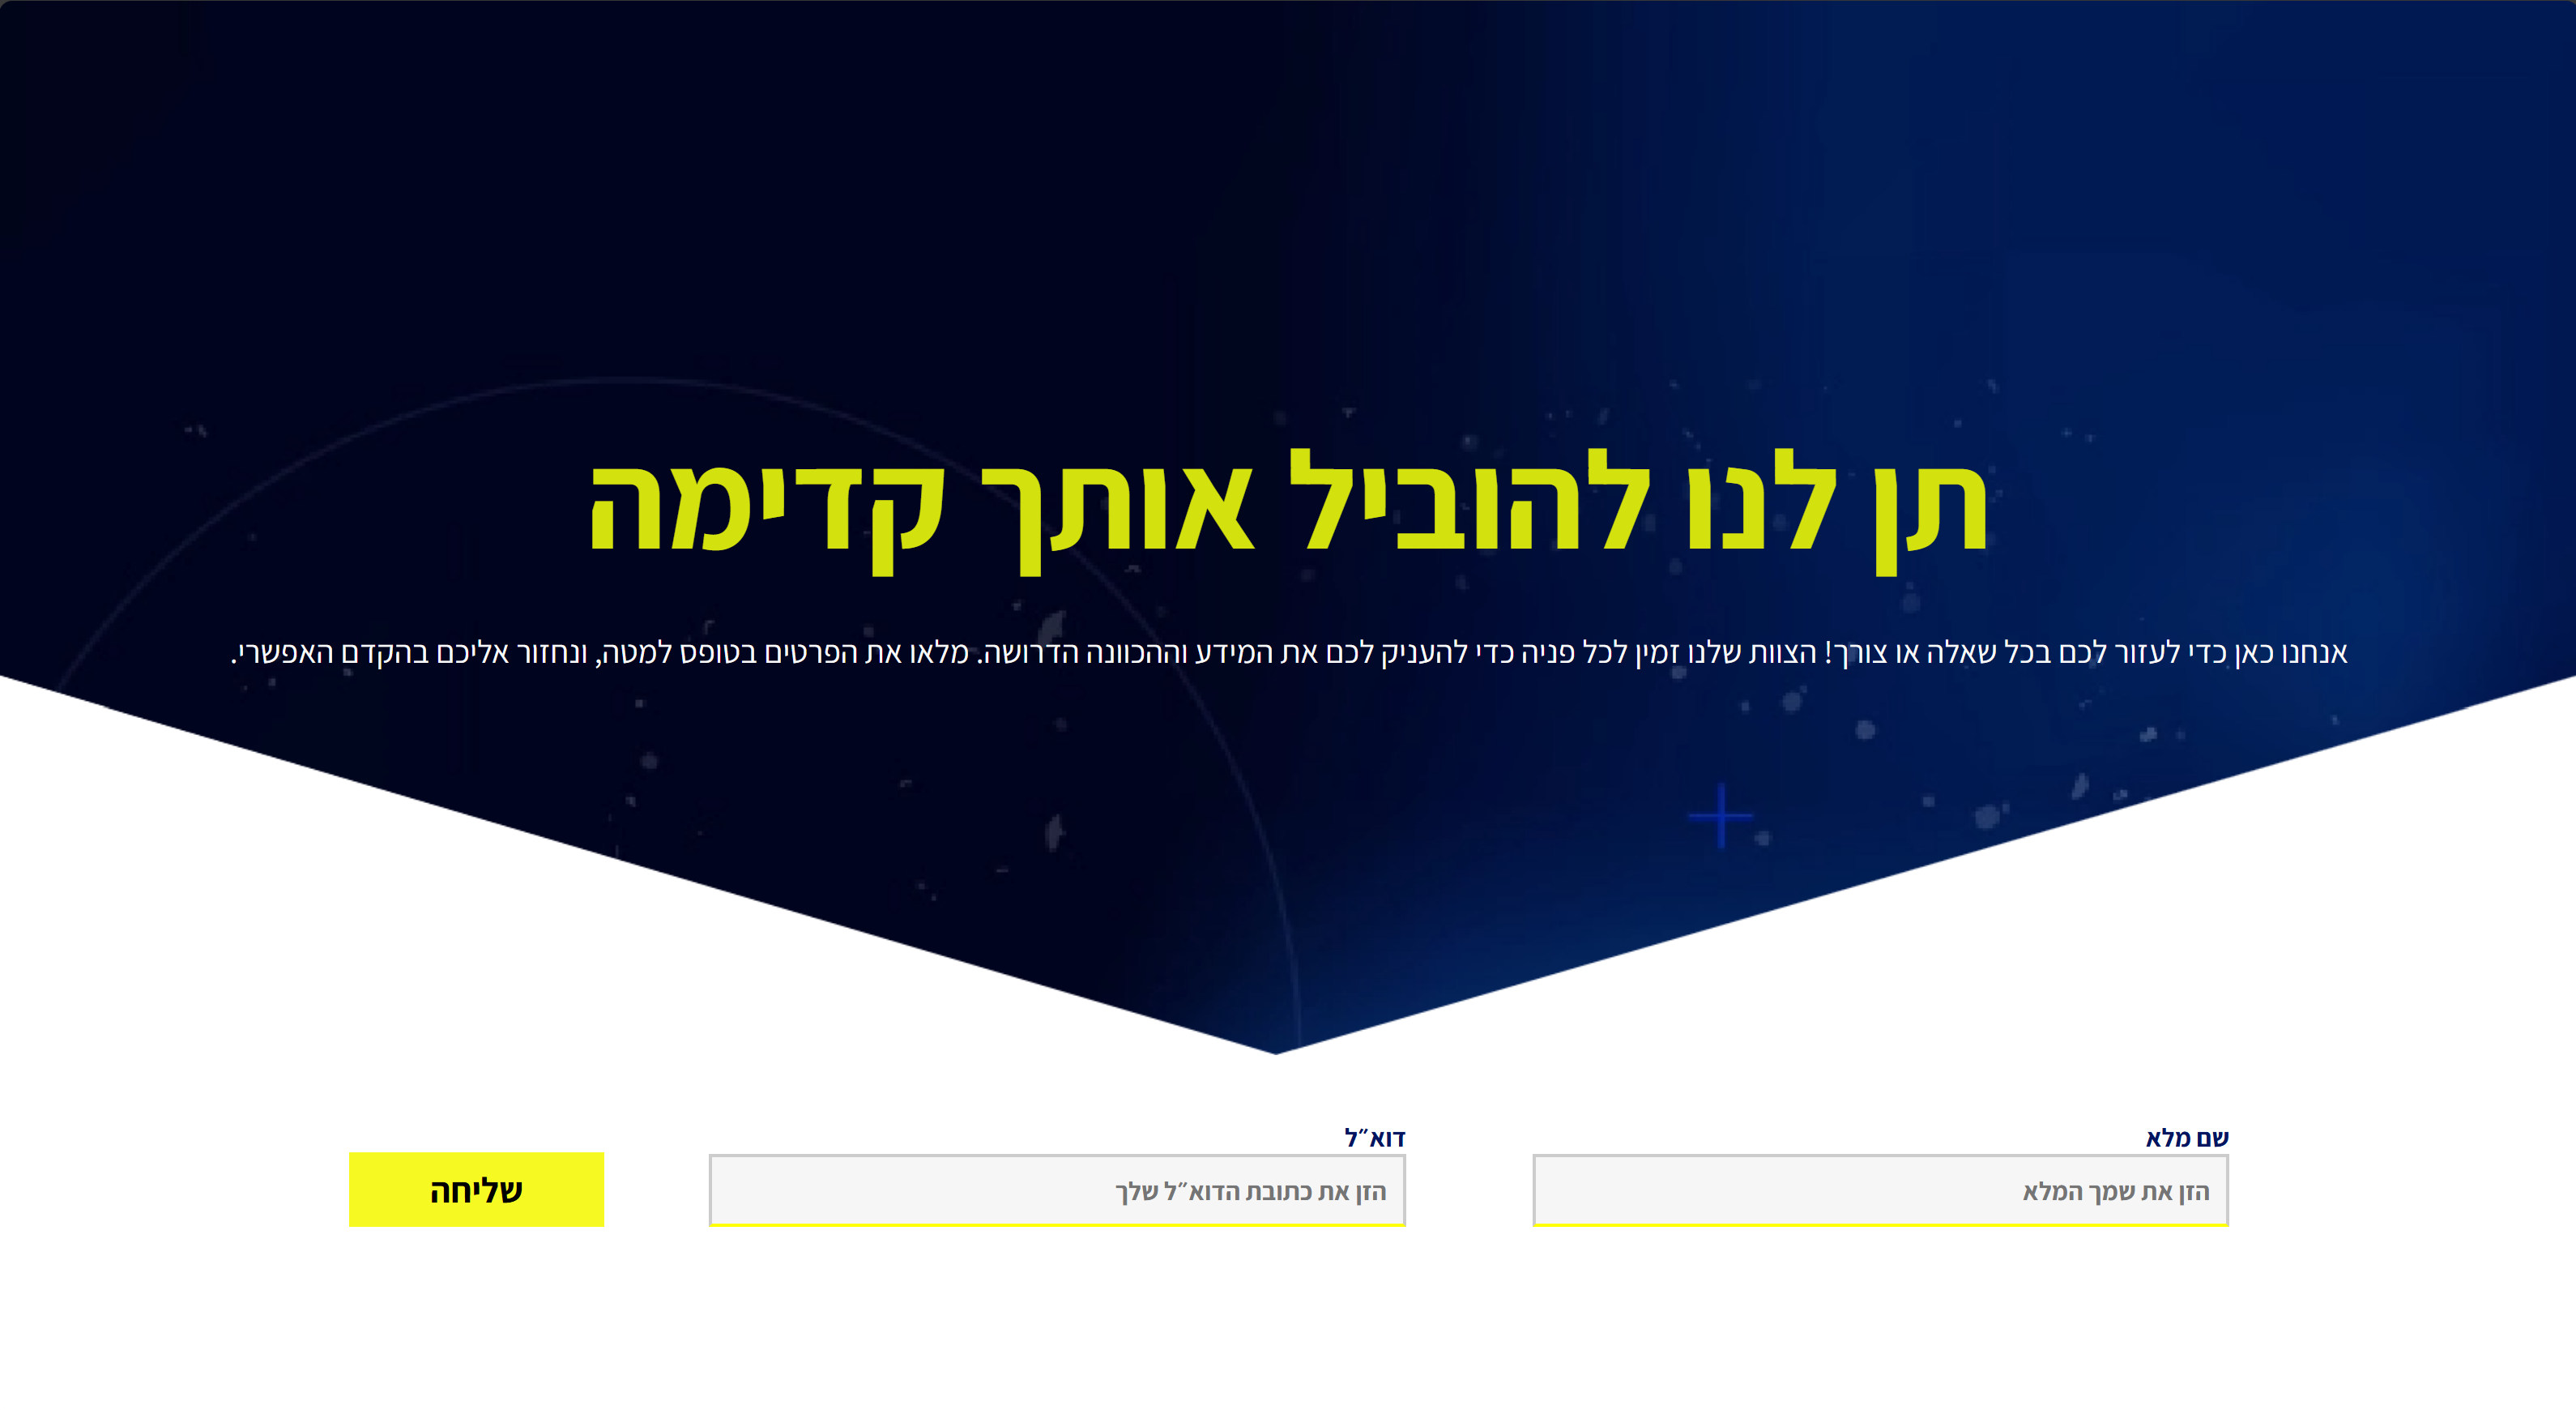 תן לנו להוביל אותך קדימה
אנחנו כאן כדי לעזור לכם בכל שאלה או צורך! הצוות שלנו זמין לכל פניה כדי להעניק לכם את המידע וההכוונה הדרושה. מלאו את הפרטים בטופס למטה, ונחזור אליכם בהקדם האפשרי.
שם מלא
הזן את שמך המלא
דוא״ל
הזן את כתובת הדוא״ל שלך
שליחה